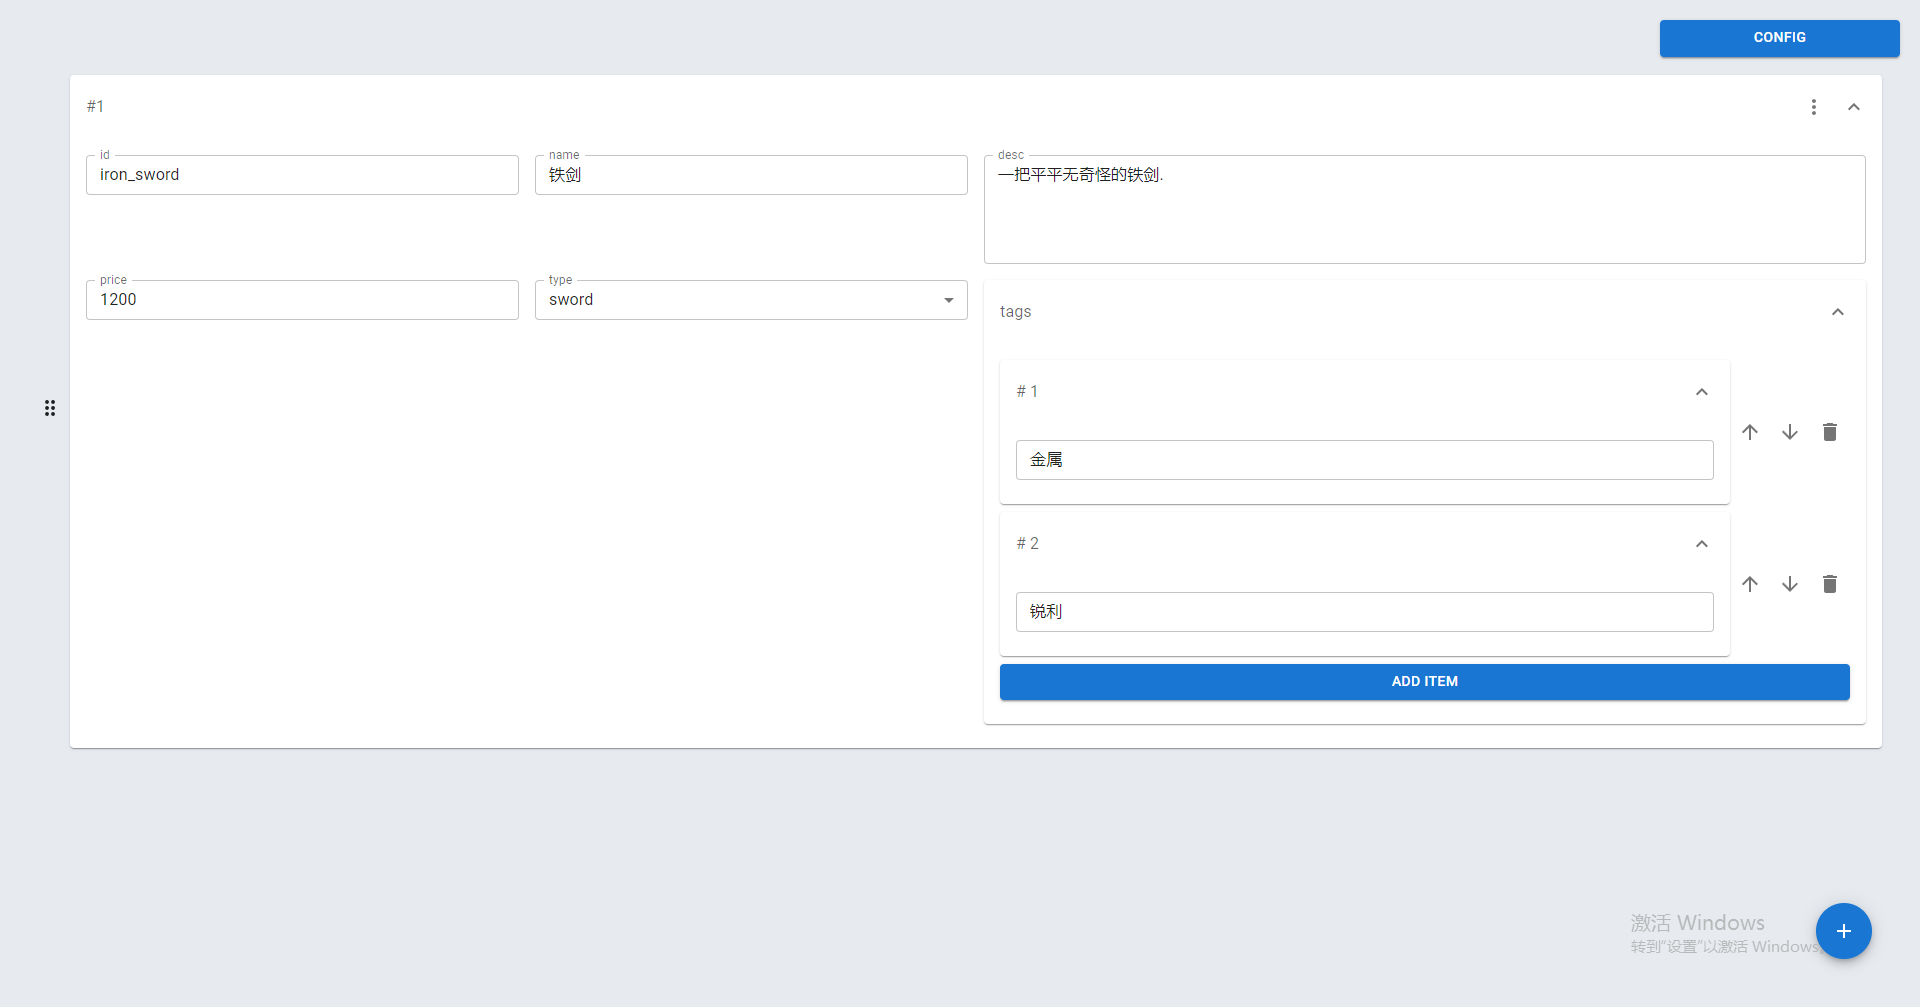 CONFIG
#1
id
iron_sword
name
铁剑
desc
一把平平无奇怪的铁剑.
price
1200
type
sword
tags
# 1
金属
# 2
锐利
ADD ITEM
激活 Windows
转到“设置”以激活 Windows